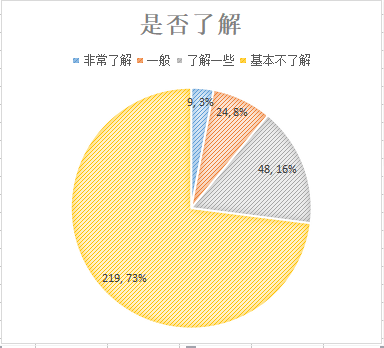 是否了解
非常了解 一般 了解一些 基本不了解
9, 3%
24, 8%
48, 16%
219, 73%